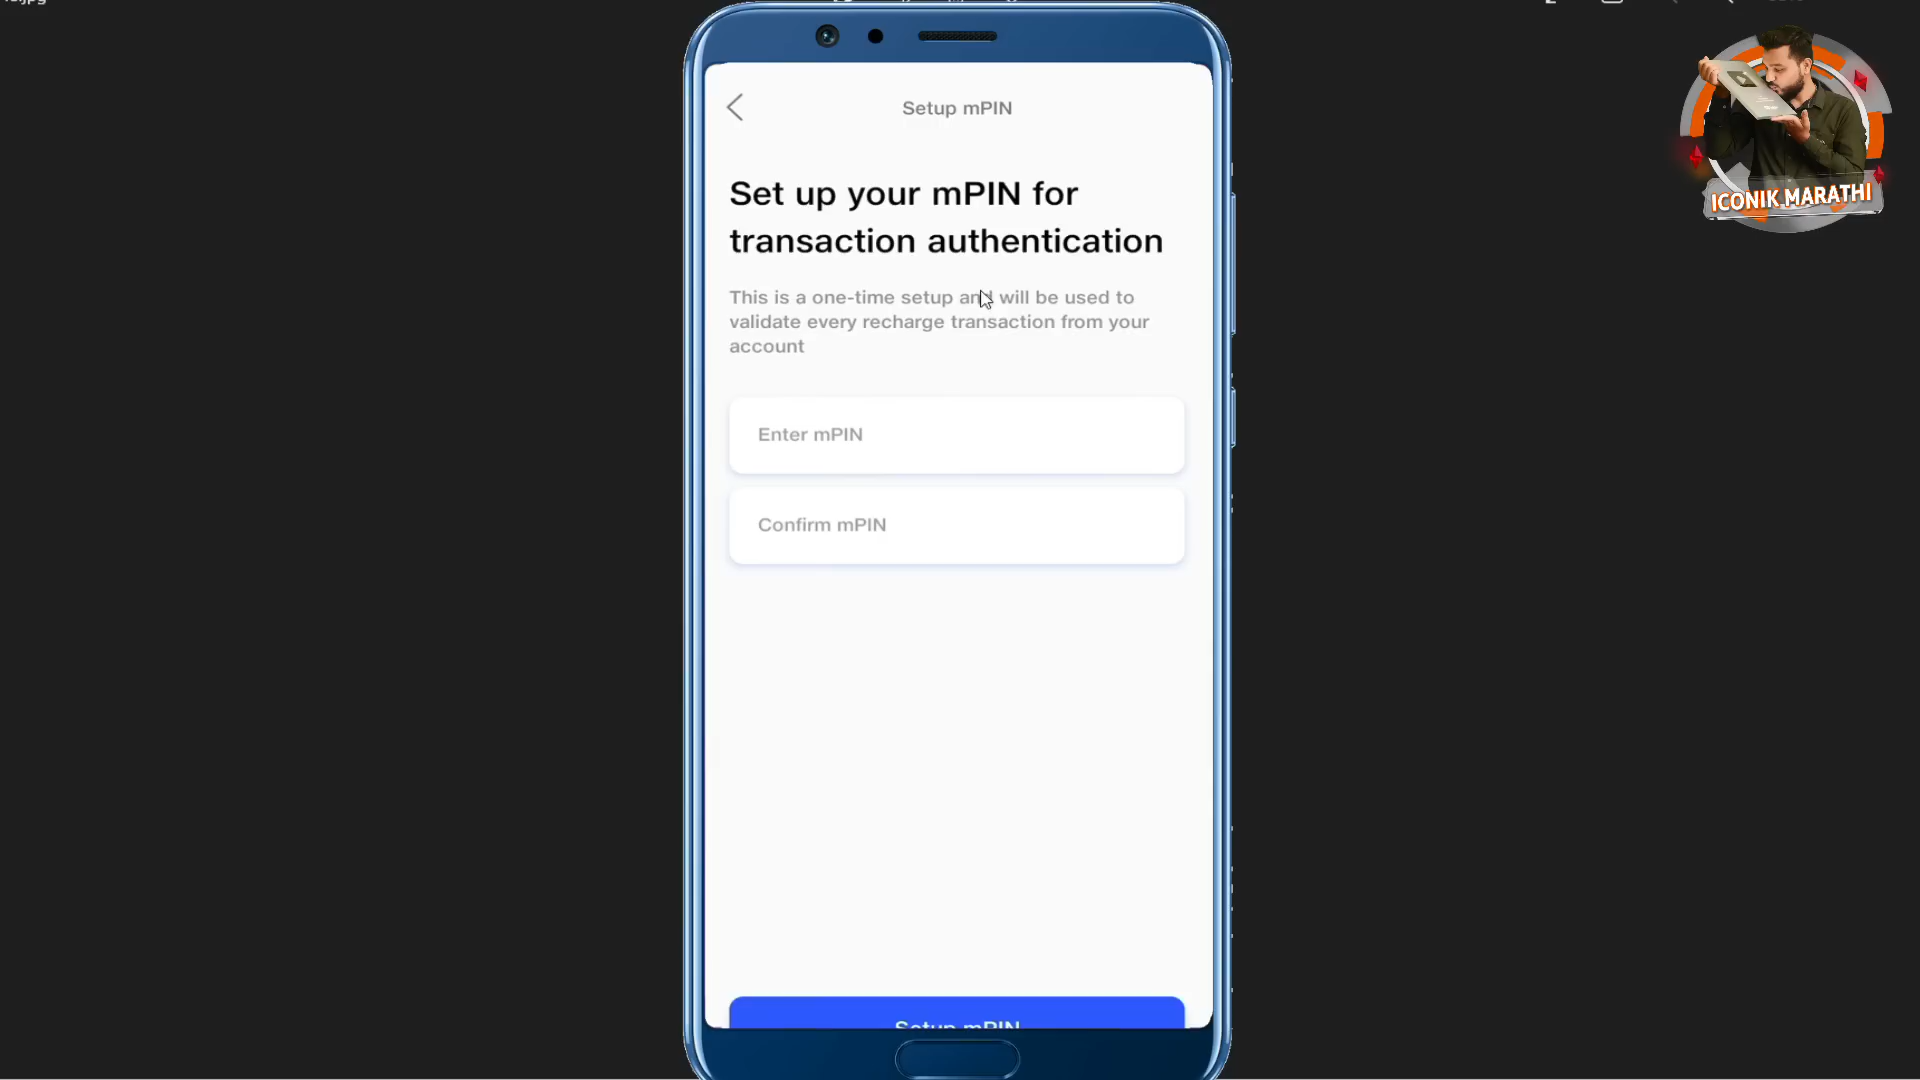 Setup mPIN
Set up your mPIN for
transaction authentication
This is a one-time setup and will be used to
validate every recharge transaction from your
account
Enter mPIN
Confirm mPIN
Setup mPIN
ICONIK MARATHI